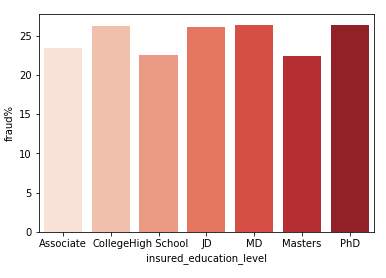 25
20
15
10
5
0
fraud%
Associate College High School JD MD Masters PhD
insured_education_level